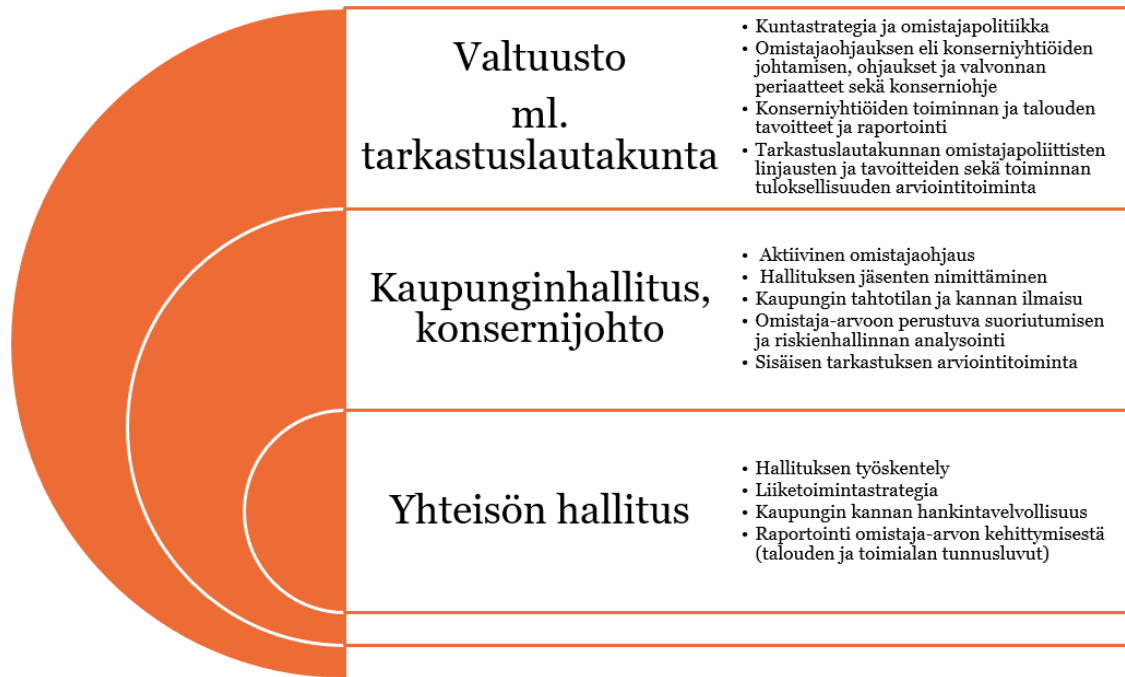 Valtuusto
ml.
tarkastuslautakunta
• Kuntastrategia ja omistajapolitiikka
• Omistajaohjauksen eli konserniyhtiöiden
johtamisen, ohjaukset ja valvonnan
periaatteet sekä konserniohje
• Konserniyhtiöiden toiminnan ja talouden
tavoitteet ja raportointi
• Tarkastuslautakunnan omistajapoliittisten
linjausten ja tavoitteiden sekä toiminnan
tuloksellisuuden arviointitoiminta
Kaupunginhallitus,
konsernijohto
• Aktiivinen omistajaohjaus
• Hallituksen jäsenten nimittäminen
• Kaupungin tahtotilan ja kannan ilmaisu
• Omistaja-arvoon perustuva suoriutumisen
ja riskienhallinnan analysointi
• Sisäisen tarkastuksen arviointitoiminta
Yhteisön hallitus
• Hallituksen työskentely
• Liiketoimintastrategia
• Kaupungin kannan hankintavelvollisuus
• Raportointi omistaja-arvon kehittymisestä
(talouden ja toimialan tunnusluvut)